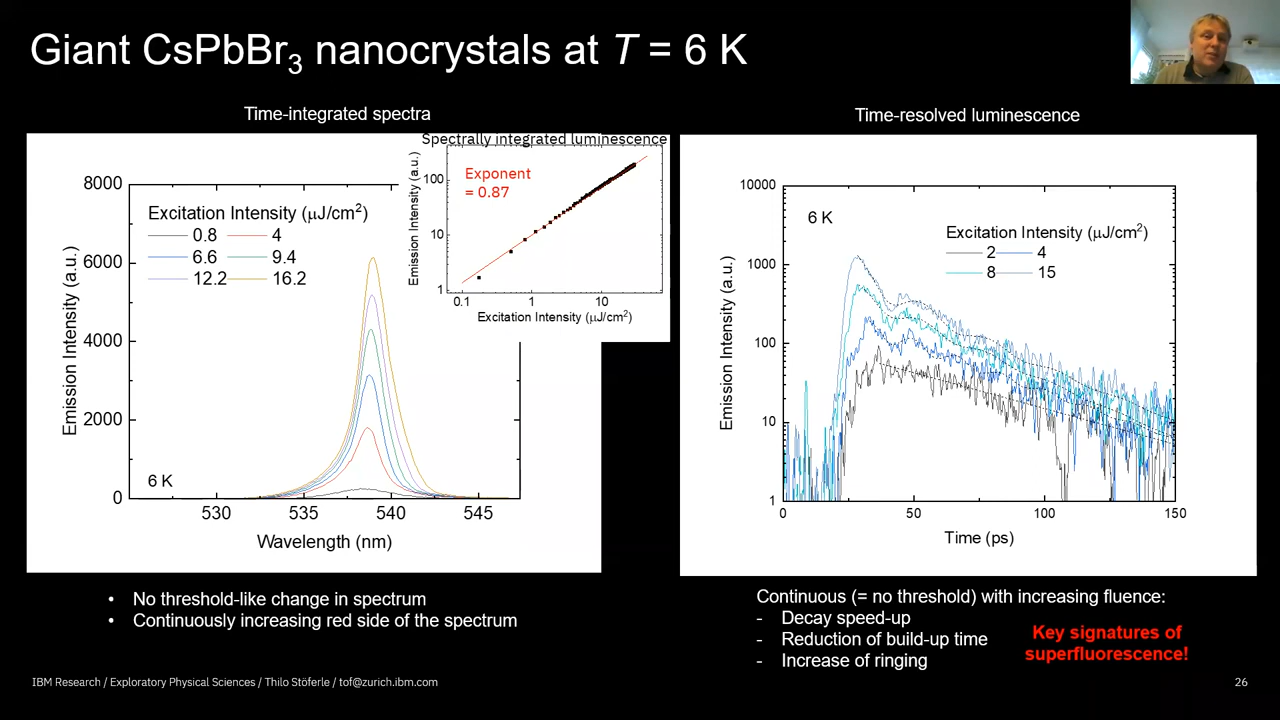 Giant CsPbBr3 nanocrystals at T = 6 K
Time-integrated spectra
Spectrally integrated luminescence
Exponent
= 0.87
100
10
1
0.1
1
10
Emission Intensity (a.u.)
Excitation Intensity (μJ/cm2)
8000
6000
4000
2000
0
Excitation Intensity (μJ/cm2)
0.8 4
6.6 9.4
12.2 16.2
6 K
530 535 540 545
Emission Intensity (a.u.)
Wavelength (nm)
• No threshold-like change in spectrum
• Continuously increasing red side of the spectrum
Time-resolved luminescence
10000
1000
100
10
1
6 K
Excitation Intensity (μJ/cm2)
2 4
8 15
0 50 100 150
Emission Intensity (a.u.)
Time (ps)
Continuous (= no threshold) with increasing fluence:
- Decay speed-up
- Reduction of build-up time
- Increase of ringing
Key signatures of
superfluorescence!
IBM Research / Exploratory Physical Sciences / Thilo Stöferle / tof@zurich.ibm.com
26